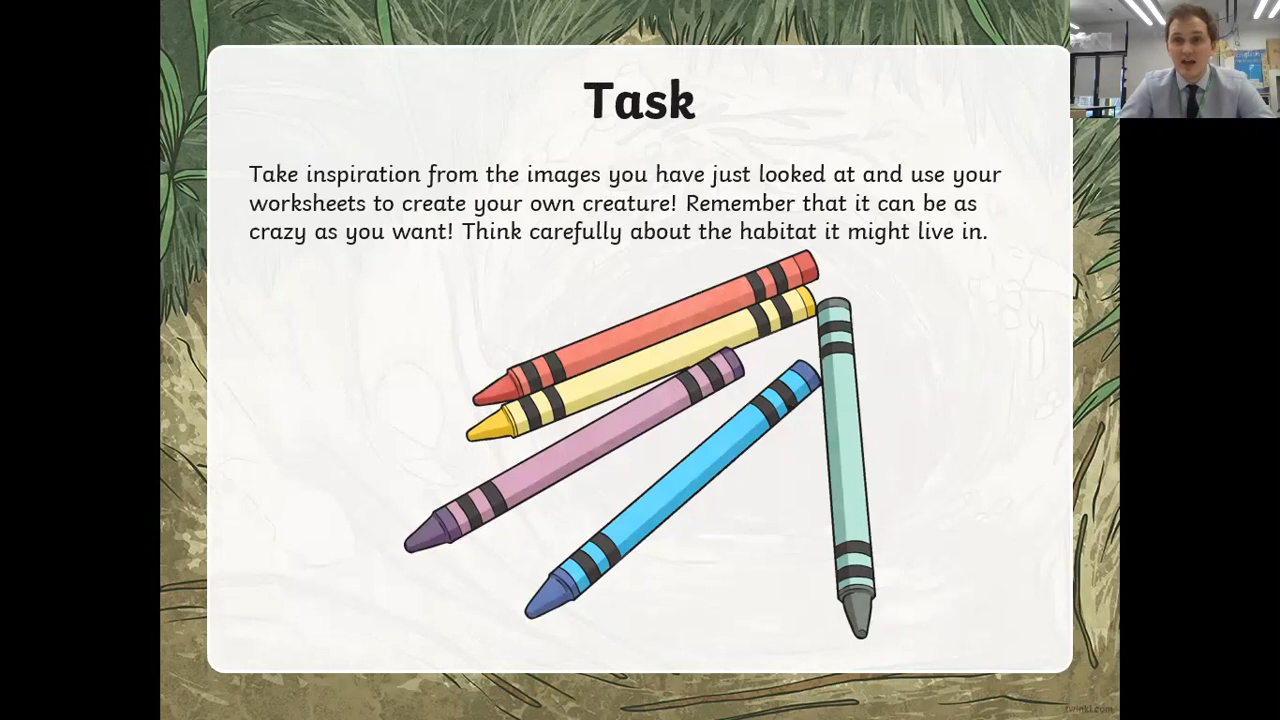 Task
Take inspiration from the images you have just looked at and use your
worksheets to create your own creature! Remember that it can be as
crazy as you want! Think carefully about the habitat it might live in.
twinkl.com